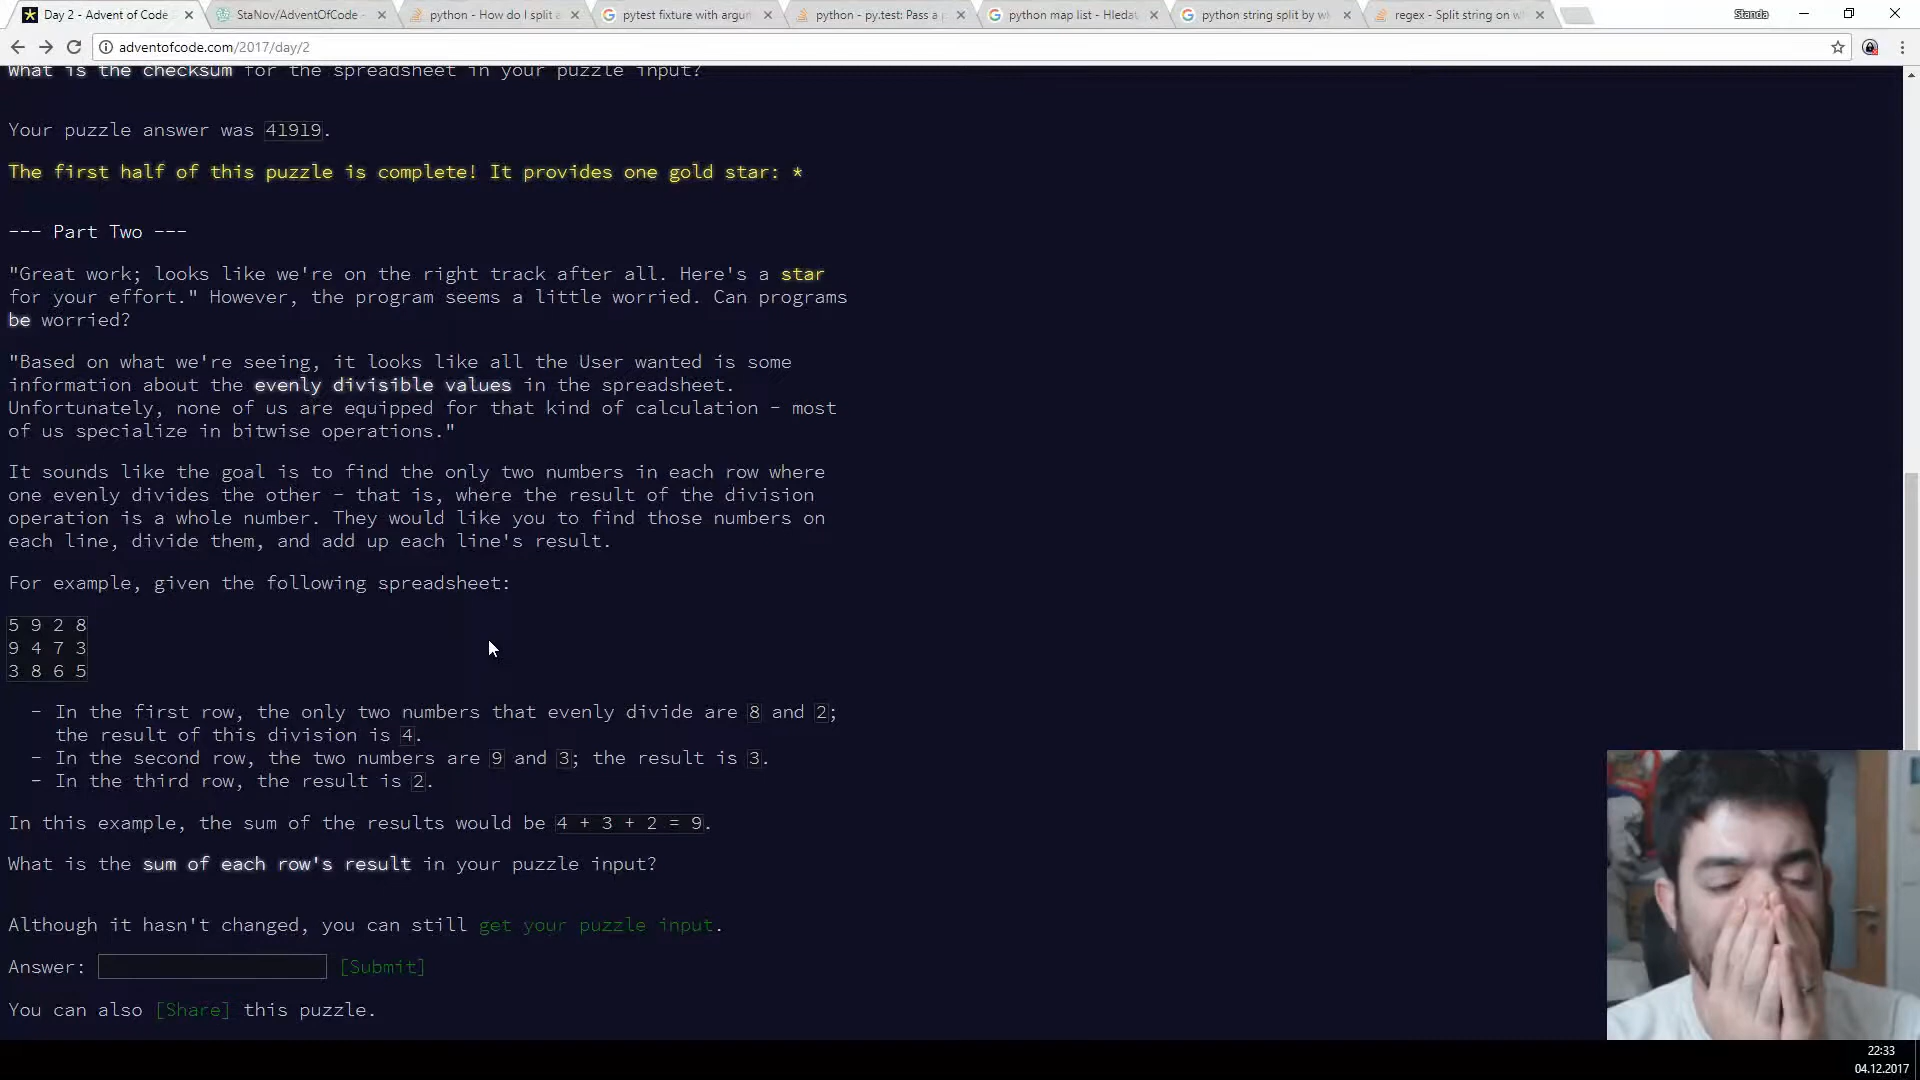 Day 2 - Advent of Code
StaNov/AdventOfCode
python - How do I split a
pytest fixture with argur
python - py.test: Pass a
python map list - Hleda
python string split by wh
regex - Split string on w
Standa
adventofcode.com/2017/day/2
What is the checksum for the spreadsheet in your puzzle input?
Your puzzle answer was 41919.
The first half of this puzzle is complete! It provides one gold star: *
--- Part Two ---
"Great work; looks like we're on the right track after all. Here's a star
for your effort." However, the program seems a little worried. Can programs
be worried?
"Based on what we're seeing, it looks like all the User wanted is some
information about the evenly divisible values in the spreadsheet.
Unfortunately, none of us are equipped for that kind of calculation - most
of us specialize in bitwise operations."
It sounds like the goal is to find the only two numbers in each row where
one evenly divides the other - that is, where the result of the division
operation is a whole number. They would like you to find those numbers on
each line, divide them, and add up each line's result.
For example, given the following spreadsheet:
5 9 2 8
9 4 7 3
3 8 6 5
- In the first row, the only two numbers that evenly divide are 8 and 2;
the result of this division is 4.
- In the second row, the two numbers are 9 and 3; the result is 3.
- In the third row, the result is 2.
In this example, the sum of the results would be 4 + 3 + 2 = 9.
What is the sum of each row's result in your puzzle input?
Although it hasn't changed, you can still get your puzzle input.
Answer: [Submit]
You can also [Share] this puzzle.
22:33
04.12.2017